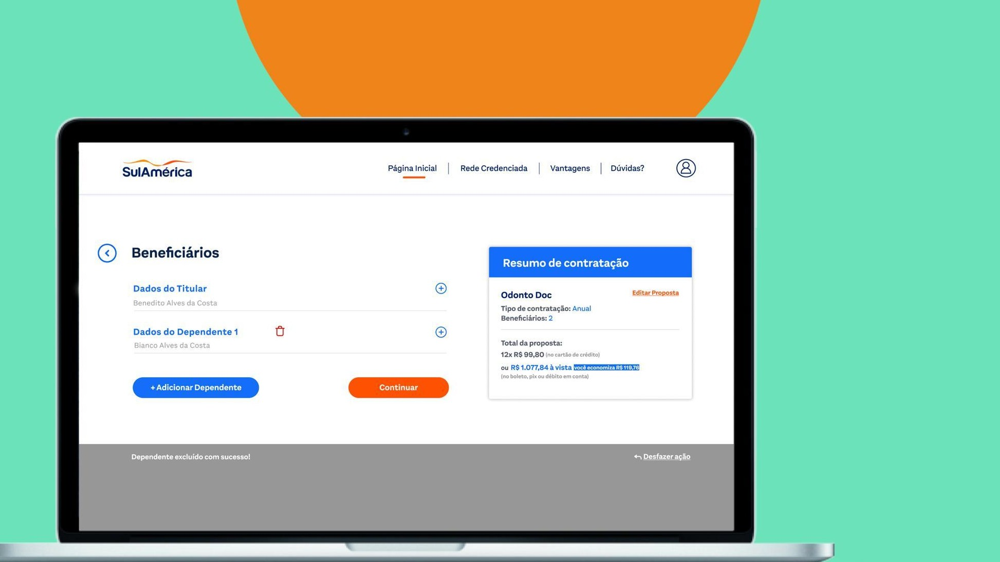 SulAmérica
Página Inicial
Rede Credenciada
Vantagens
Dúvidas?
Beneficiários
Dados do Titular
Benedito Alves da Costa
Dados do Dependente 1
Bianco Alves da Costa
+ Adicionar Dependente
Continuar
Resumo de contratação
Odonto Doc
Editar Proposta
Tipo de contratação: Anual
Beneficiários: 2
Total da proposta:
12x R$ 99,80 (no cartão de crédito)
ou R$ 1.077,84 à vista você economiza R$ 119,76
(no boleto, pix ou débito em conta)
Dependente excluído com sucesso!
Desfazer ação